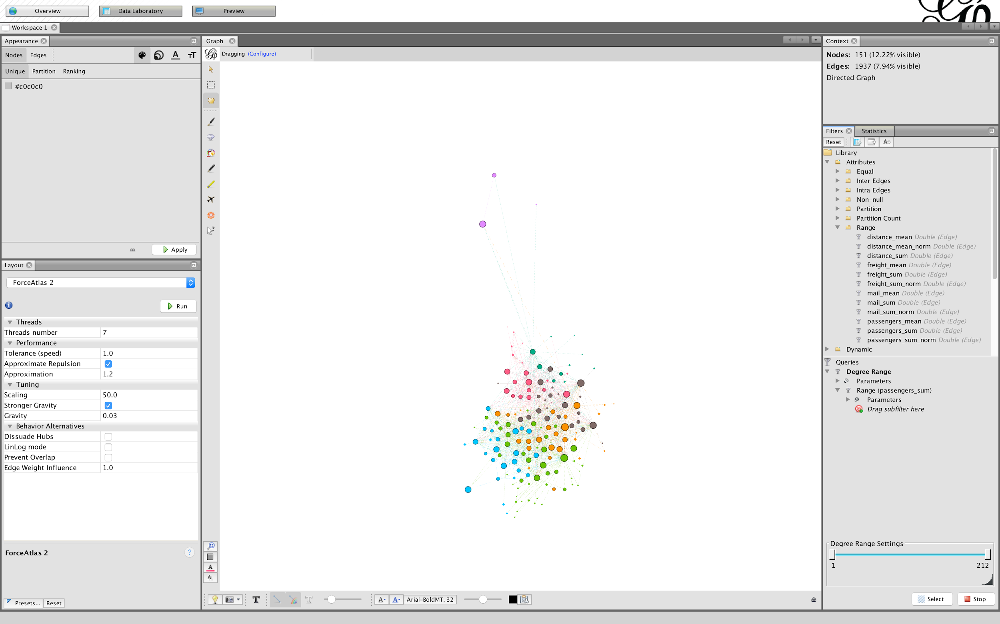 Overview
Data Laboratory
Preview
Workspace 1
Appearance
Nodes
Edges
Unique
Partition
Ranking
#c0c0c0
Apply
Layout
ForceAtlas 2
Run
Threads
Threads number 7
Performance
Tolerance (speed) 1.0
Approximate Repulsion
Approximation 1.2
Tuning
Scaling 50.0
Stronger Gravity
Gravity 0.03
Behavior Alternatives
Dissuade Hubs
LinLog mode
Prevent Overlap
Edge Weight Influence 1.0
ForceAtlas 2
?
Presets...
Reset
Graph
Dragging (Configure)
Arial-BoldMT, 32
Context
Nodes: 151 (12.22% visible)
Edges: 1937 (7.94% visible)
Directed Graph
Filters
Statistics
Reset
Library
Attributes
Equal
Inter Edges
Intra Edges
Non-null
Partition
Partition Count
Range
distance_mean Double (Edge)
distance_mean_norm Double (Edge)
distance_sum Double (Edge)
freight_mean Double (Edge)
freight_sum Double (Edge)
freight_sum_norm Double (Edge)
mail_mean Double (Edge)
mail_sum Double (Edge)
mail_sum_norm Double (Edge)
passengers_mean Double (Edge)
passengers_sum Double (Edge)
passengers_sum_norm Double (Edge)
Dynamic
Queries
Degree Range
Parameters
Range (passengers_sum)
Parameters
Drag subfilter here
Degree Range Settings
1
212
Select
Stop